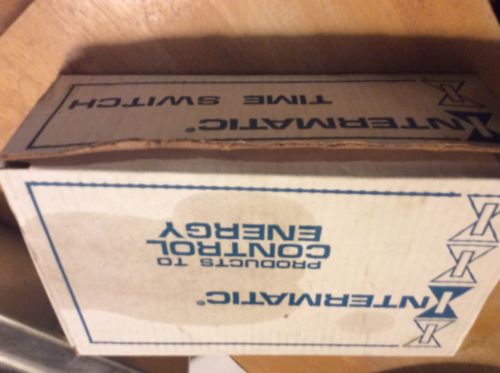 INTERMATIC®
PRODUCTS TO
CONTROL
ENERGY
INTERMATIC®
TIME SWITCH